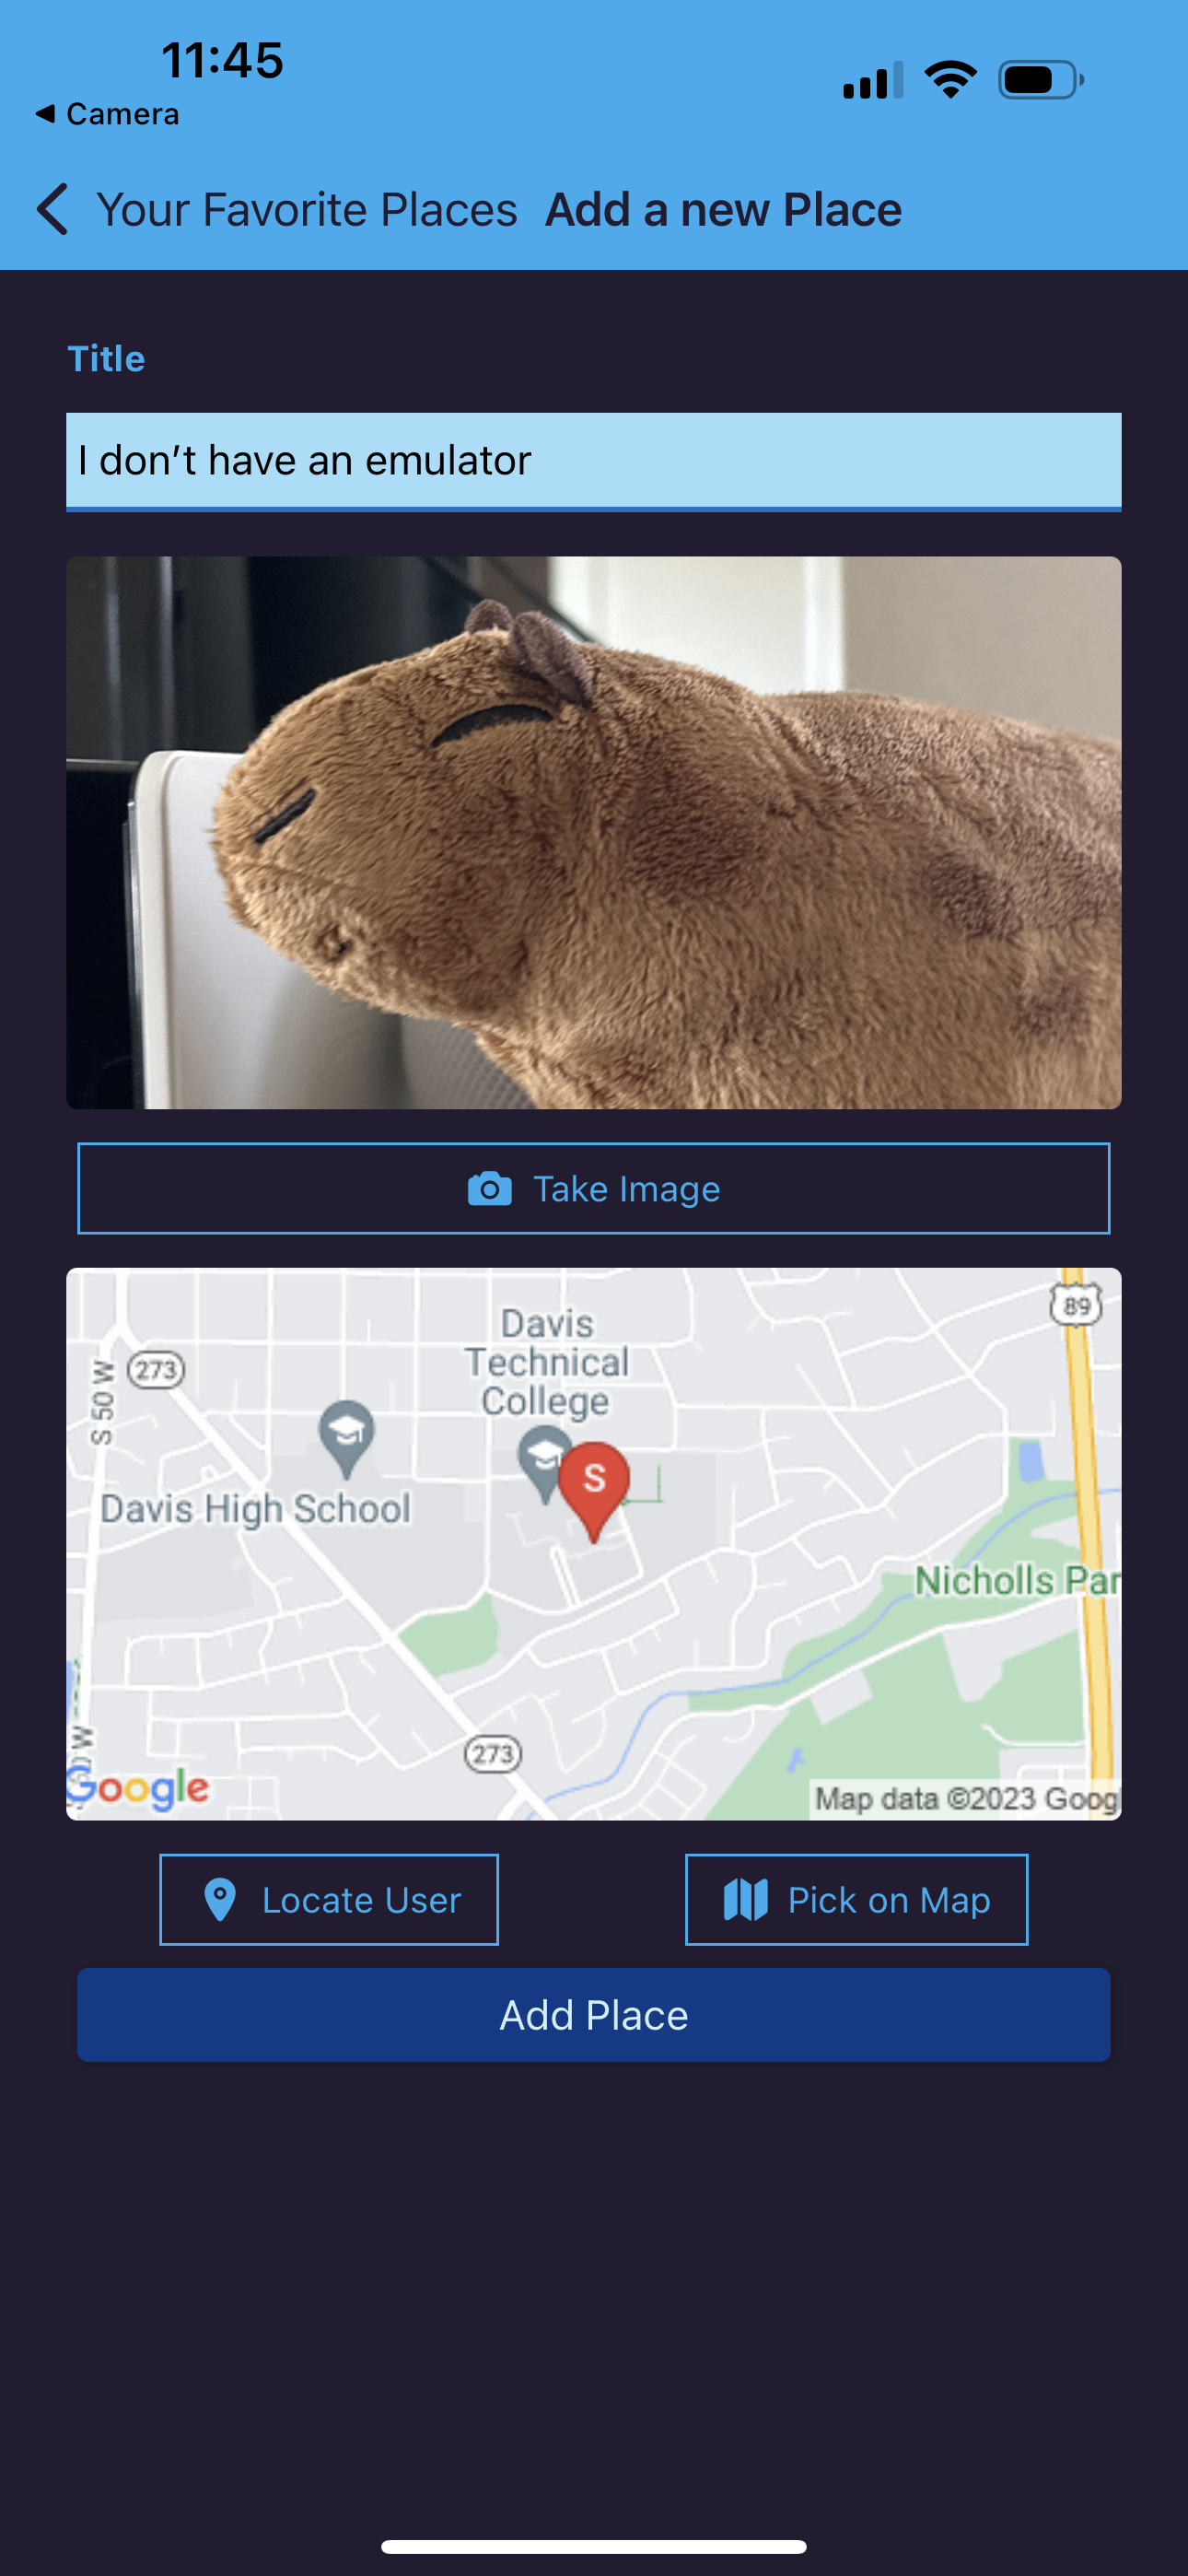 11:45
Camera
Your Favorite Places Add a new Place
Title
I don’t have an emulator
Take Image
89
Davis
Technical
College
273
S 50 W
S
Davis High School
Nicholls Par
273
W
Google
Map data ©2023 Goog
Locate User
Pick on Map
Add Place